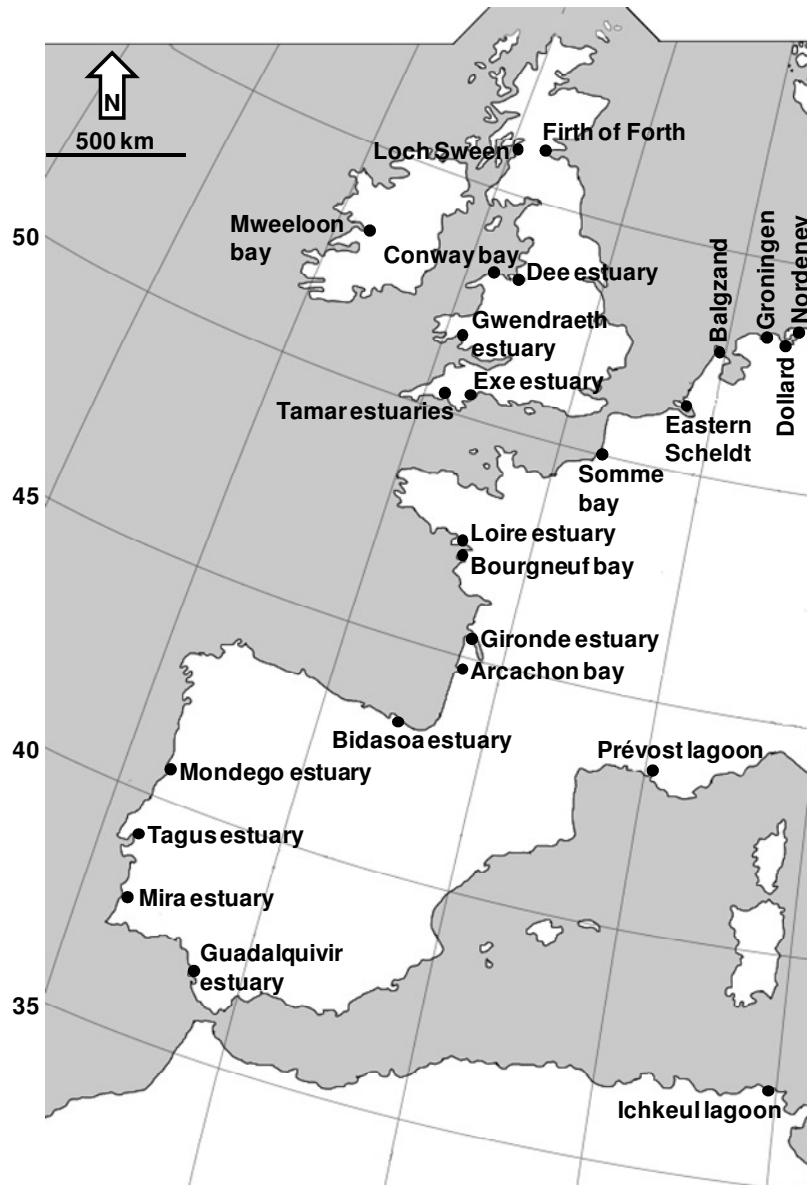 N
500 km
Loch Sween
Firth of Forth
50
Mweeloon
bay
Conway bay
Dee estuary
Balgzand
Groningen
Nordeney
Gwendraeth
estuary
Exe estuary
Tamar estuaries
Dollard
Eastern
Scheldt
Somme
bay
45
Loire estuary
Bourgneuf bay
Gironde estuary
Arcachon bay
Bidasoa estuary
40
Prévost lagoon
Mondego estuary
Tagus estuary
Mira estuary
Guadalquivir
estuary
35
Ichkeul lagoon